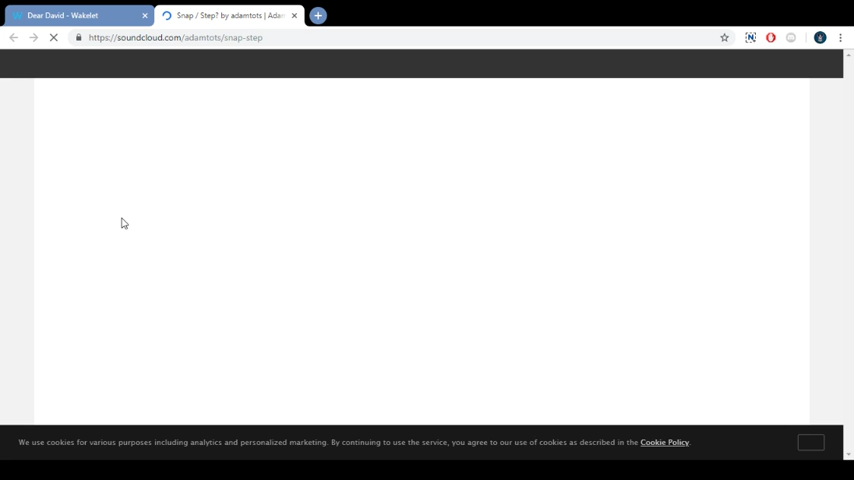 Dear David - Wakelet
Snap / Step? by adamtots | Adam
https://soundcloud.com/adamtots/snap-step
We use cookies for various purposes including analytics and personalized marketing. By continuing to use the service, you agree to our use of cookies as described in the Cookie Policy.